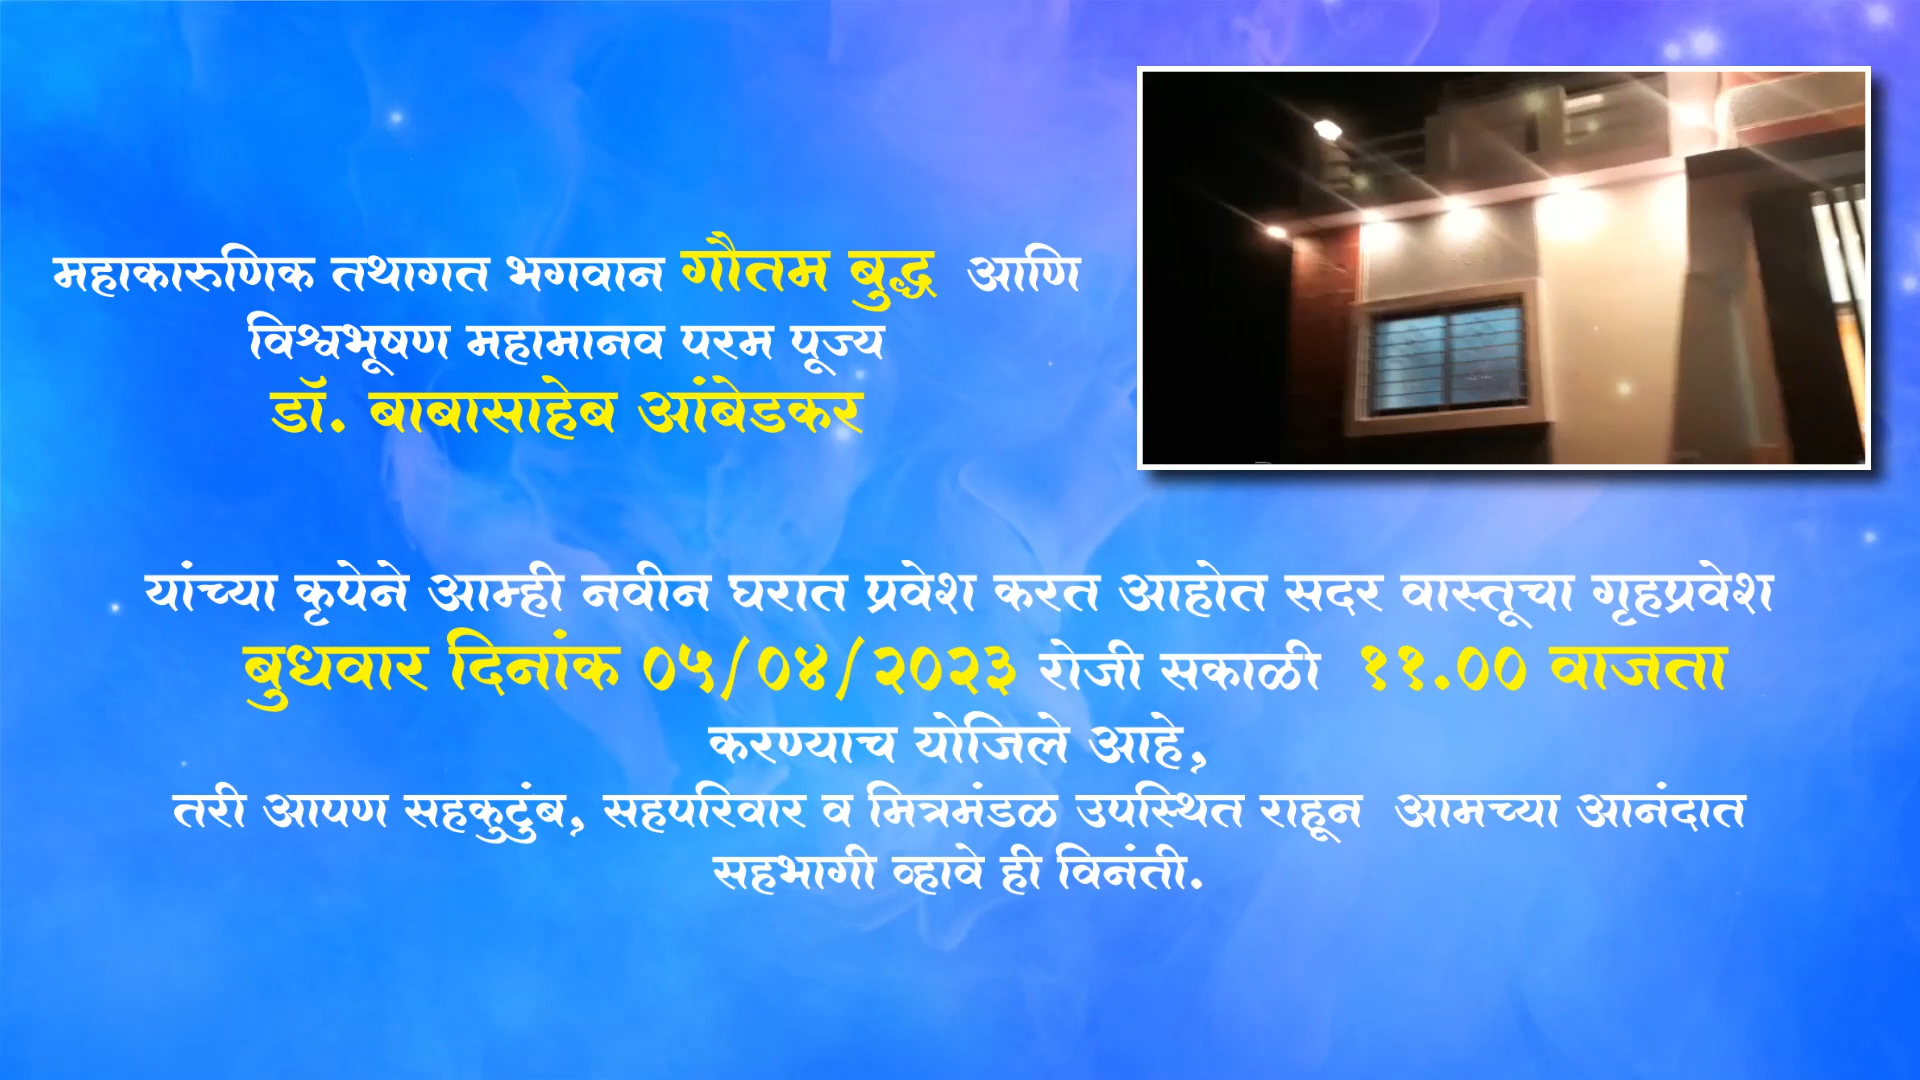 महाकारुणिक तथागत भगवान गौतम बुद्ध आणि
विश्वभूषण महामानव परम पूज्य
डॉ. बाबासाहेब आंबेडकर
यांच्या कृपेने आम्ही नवीन घरात प्रवेश करत आहोत सदर वास्तूचा गृहप्रवेश
बुधवार दिनांक ०५/०४/२०२३ रोजी सकाळी ११.०० वाजता
करण्याच योजिले आहे,
तरी आपण सहकुटुंब, सहपरिवार व मित्रमंडळ उपस्थित राहून आमच्या आनंदात
सहभागी व्हावे ही विनंती.